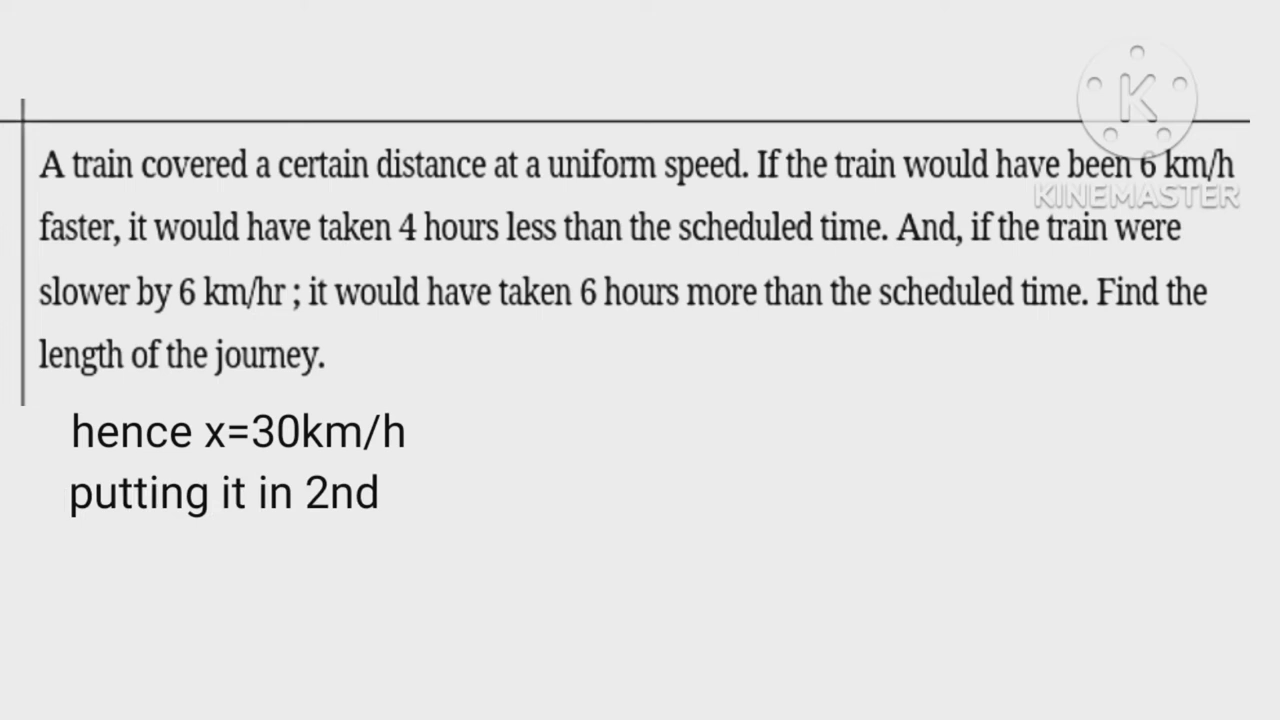 K
KINEMASTER
A train covered a certain distance at a uniform speed. If the train would have been 6 km/h
faster, it would have taken 4 hours less than the scheduled time. And, if the train were
slower by 6 km/hr ; it would have taken 6 hours more than the scheduled time. Find the
length of the journey.
hence x=30km/h
putting it in 2nd